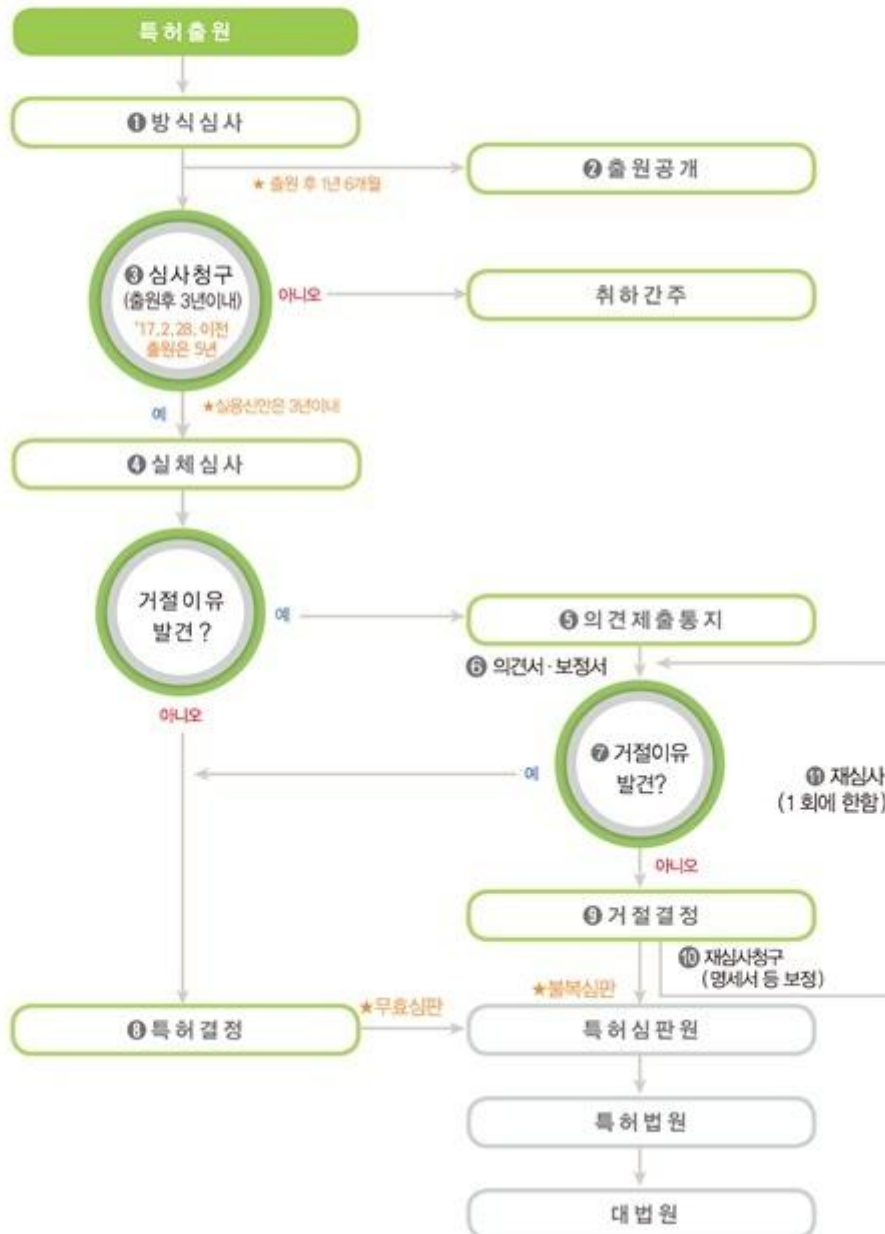 특허출원
❶ 방식심사
★ 출원 후 1년 6개월
❷ 출원공개
❸ 심사청구
(출원후 3년이내)
'17.2.28. 이전
출원은 5년
아니오
취하간주
예
★실용신안은 3년이내
❹ 실체심사
거절이유
발견?
예
❺ 의견제출통지
❻ 의견서·보정서
아니오
❼ 거절이유
발견?
예
⓫ 재심사
(1회에 한함)
아니오
❾ 거절결정
❿ 재심사청구
(명세서 등 보정)
★불복심판
❽ 특허결정
★무효심판
특허심판원
특허법원
대법원